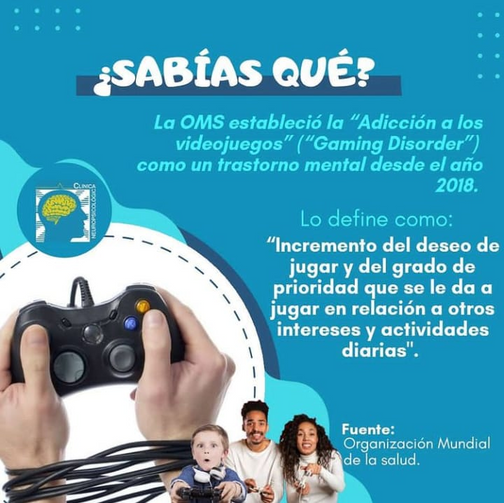 ¿SABÍAS QUÉ?
La OMS estableció la “Adicción a los
videojuegos” (“Gaming Disorder”)
como un trastorno mental desde el año
2018.
CLÍNICA
NEUROPSICOLÓGICA
Lo define como:
“Incremento del deseo de
jugar y del grado de
prioridad que se le da a
jugar en relación a otros
intereses y actividades
diarias".
Fuente:
Organización Mundial
de la salud.